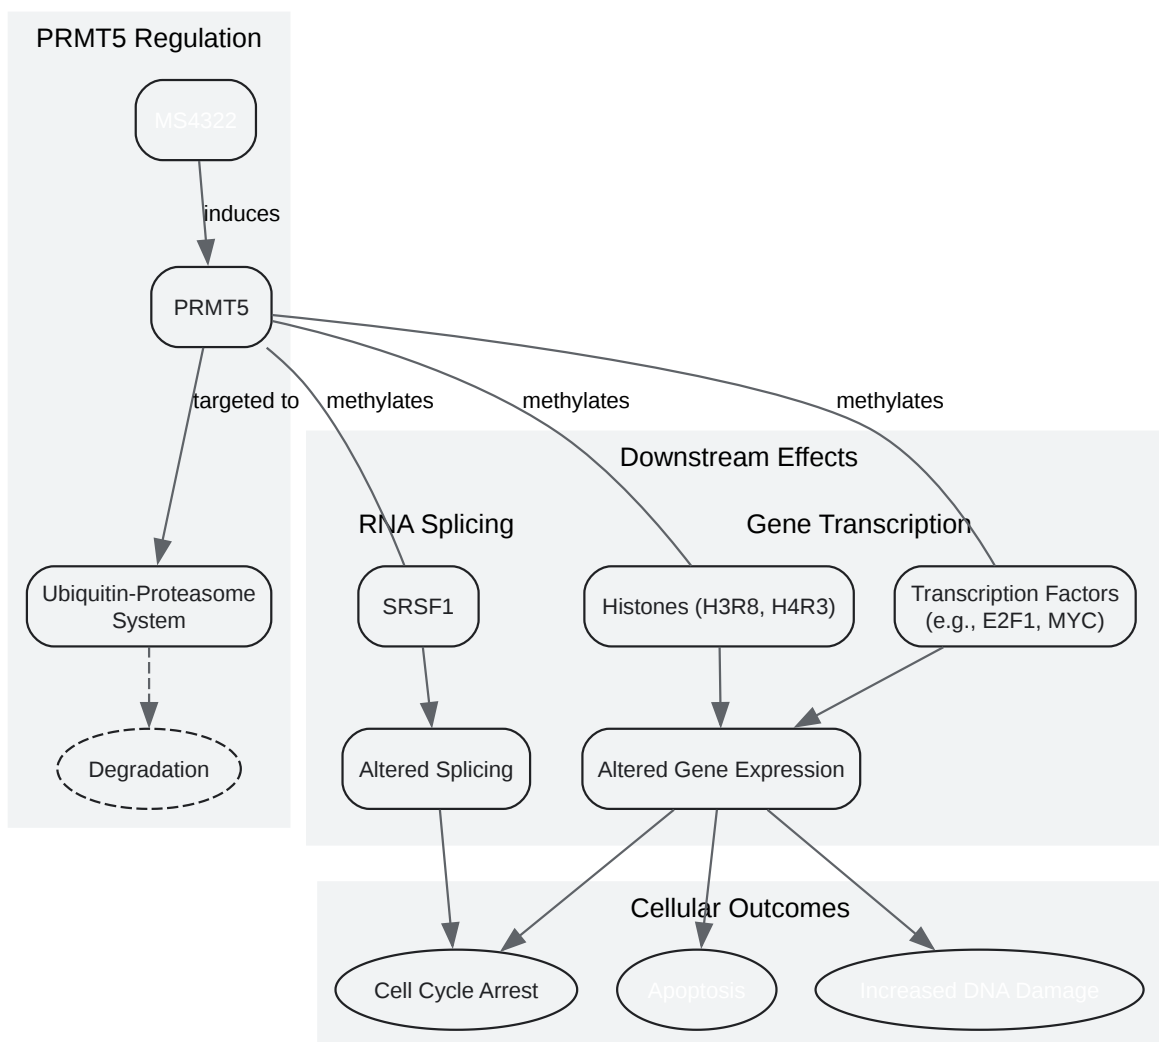 PRMT5 Regulation
MS4322
induces
PRMT5
targeted to
methylates
methylates
methylates
Downstream Effects
RNA Splicing
Gene Transcription
Ubiquitin-Proteasome
System
SRSF1
Histones (H3R8, H4R3)
Transcription Factors
(e.g., E2F1, MYC)
Degradation
Altered Splicing
Altered Gene Expression
Cellular Outcomes
Cell Cycle Arrest
Apoptosis
Increased DNA Damage